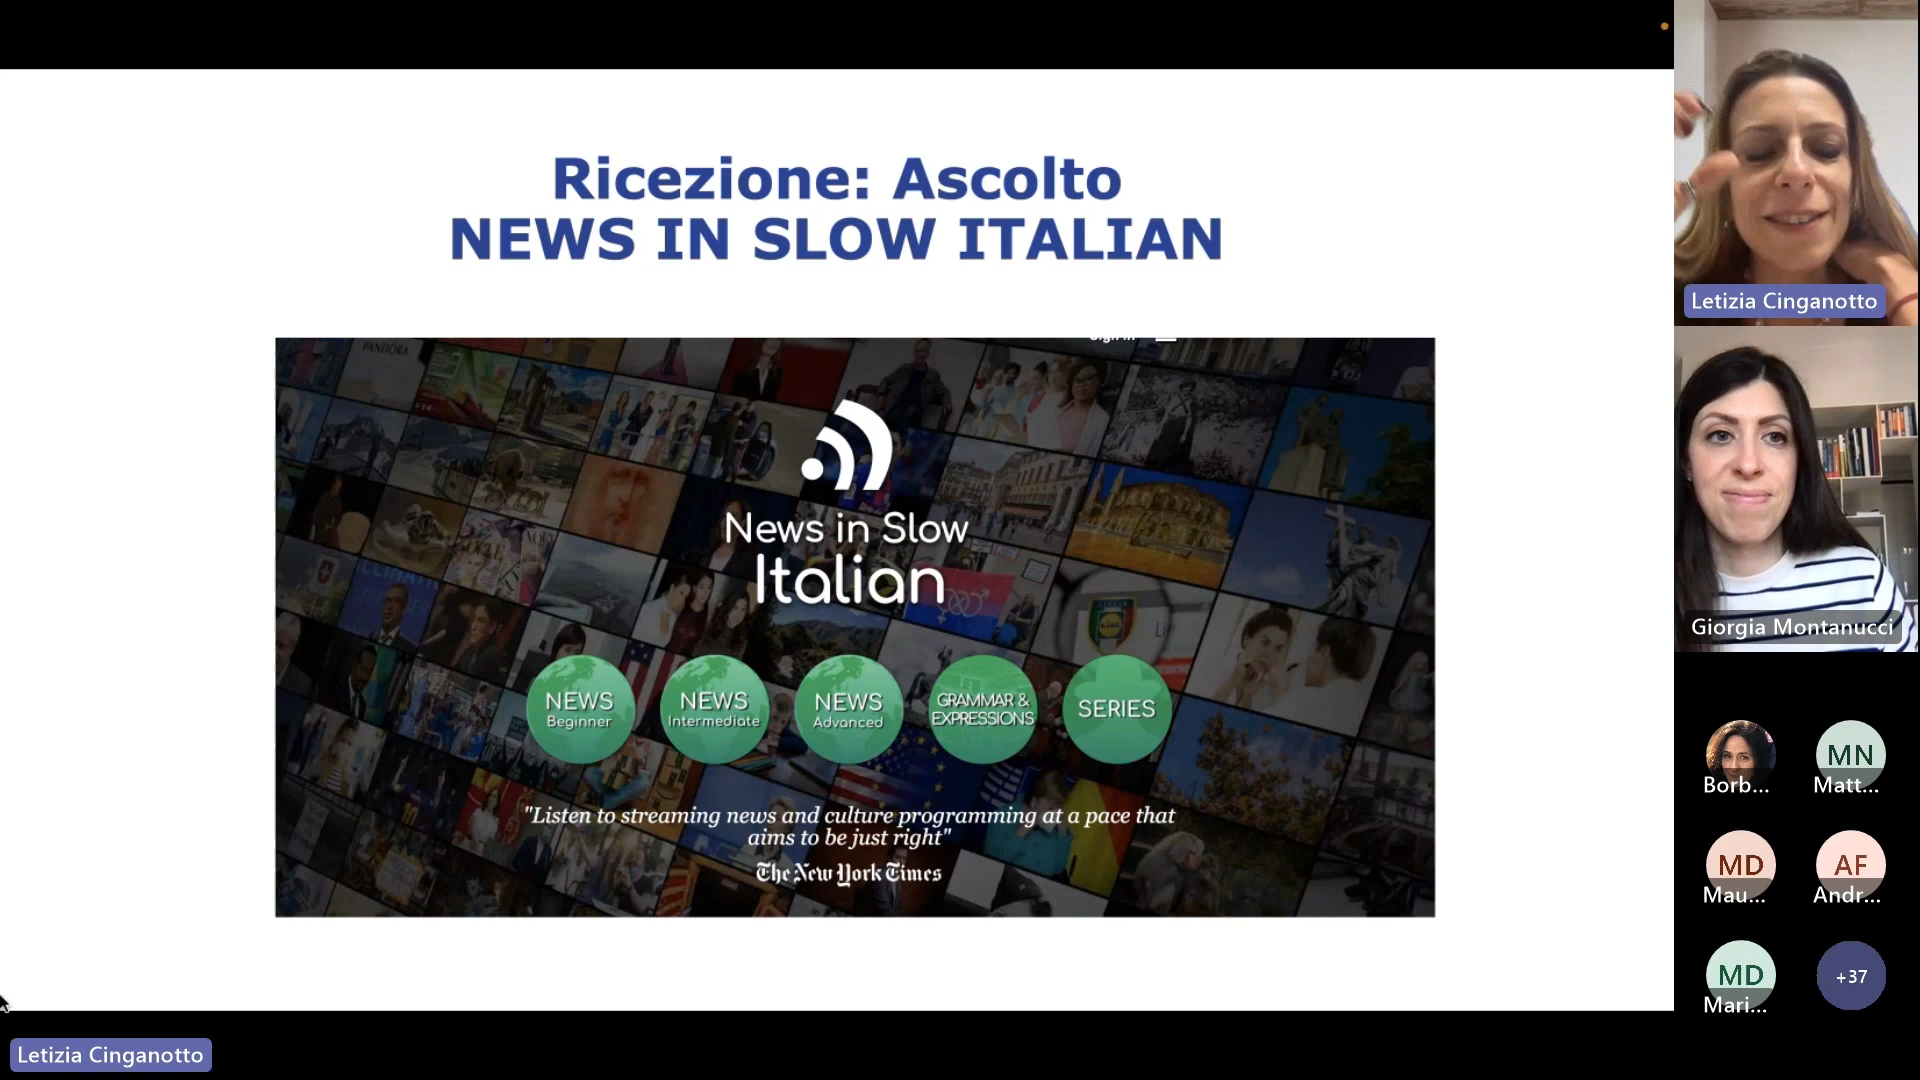 Ricezione: Ascolto
NEWS IN SLOW ITALIAN
PANDORA
News in Slow
Italian
NEWS
Beginner
NEWS
Intermediate
NEWS
Advanced
GRAMMAR &
EXPRESSIONS
SERIES
"Listen to streaming news and culture programming at a pace that
aims to be just right"
The New York Times
Letizia Cinganotto
Letizia Cinganotto
Giorgia Montanucci
Borb...
MN
Matt...
MD
Mau...
AF
Andr...
MD
Mari...
+37